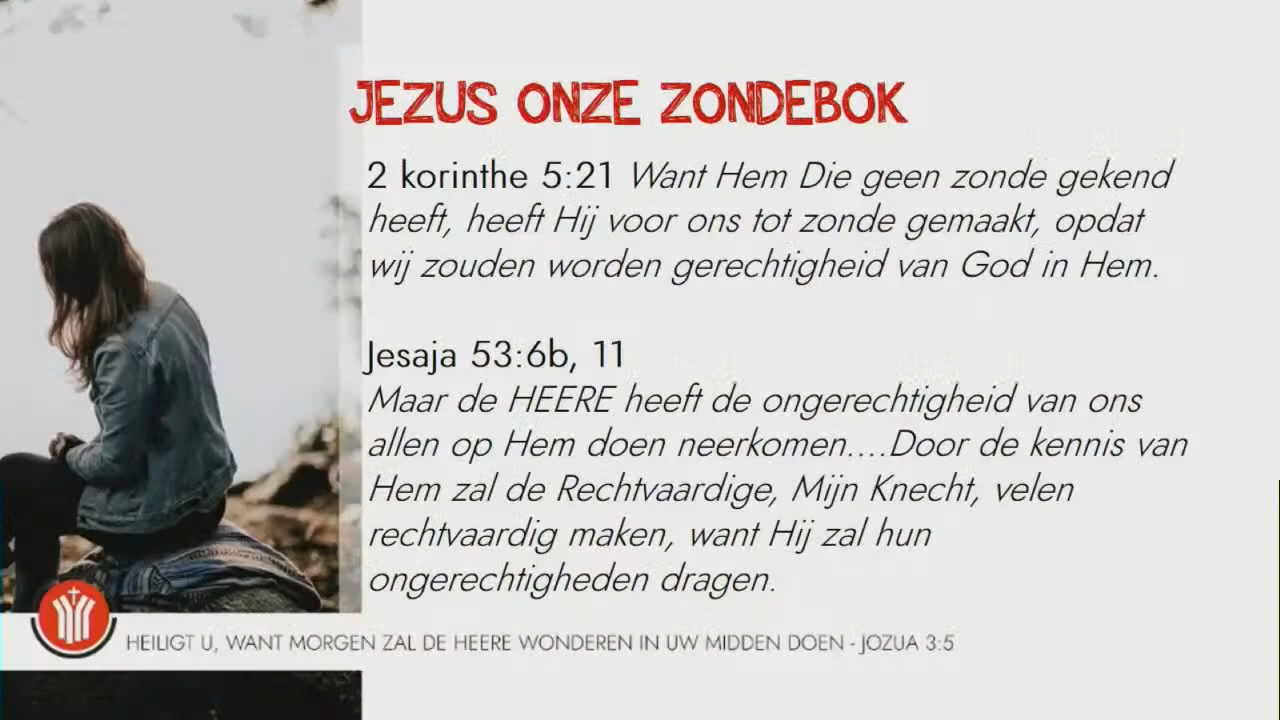 JEZUS ONZE ZONDEBOK
2 korinthe 5:21 Want Hem Die geen zonde gekend
heeft, heeft Hij voor ons tot zonde gemaakt, opdat
wij zouden worden gerechtigheid van God in Hem.
Jesaja 53:6b, 11
Maar de HEERE heeft de ongerechtigheid van ons
allen op Hem doen neerkomen....Door de kennis van
Hem zal de Rechtvaardige, Mijn Knecht, velen
rechtvaardig maken, want Hij zal hun
ongerechtigheden dragen.
HEILIGT U, WANT MORGEN ZAL DE HEERE WONDEREN IN UW MIDDEN DOEN - JOZUA 3:5